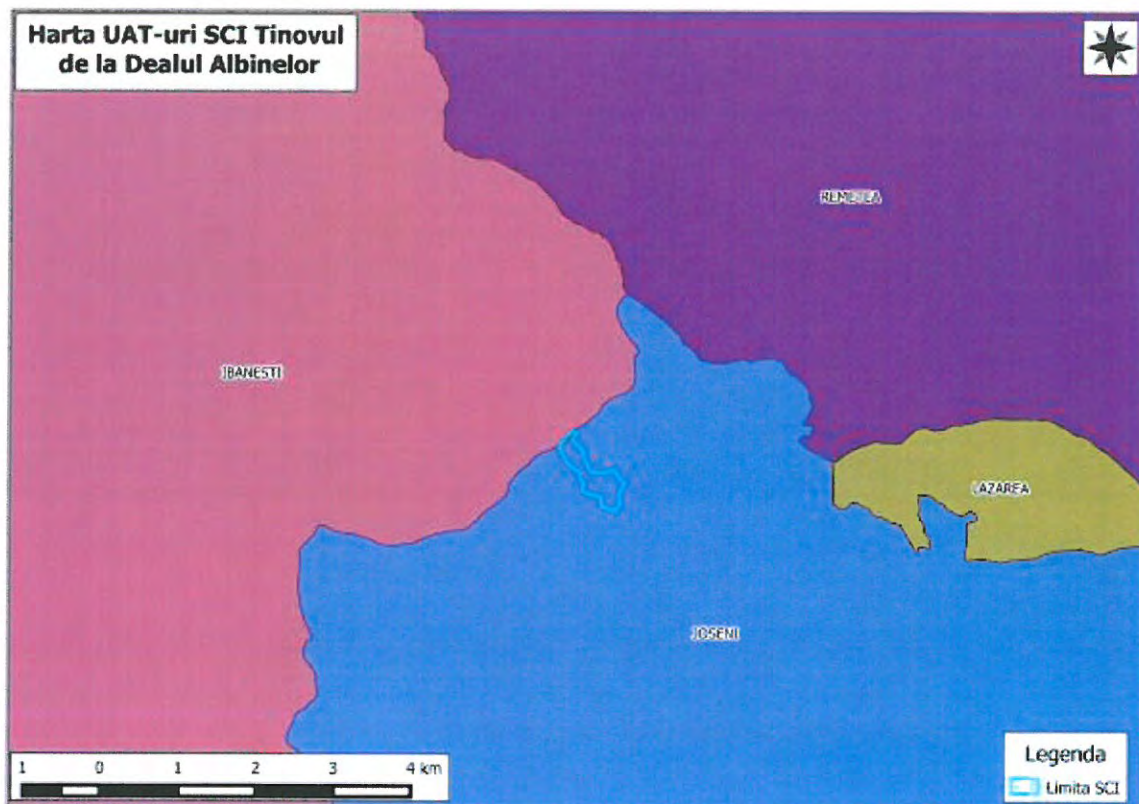 Harta UAT-uri SCI Tinovul
de la Dealul Albinelor
REMETEA
IBANESTI
LAZAREA
JOSENI
1 0 1 2 3 4 km
Legenda
Limita SCI